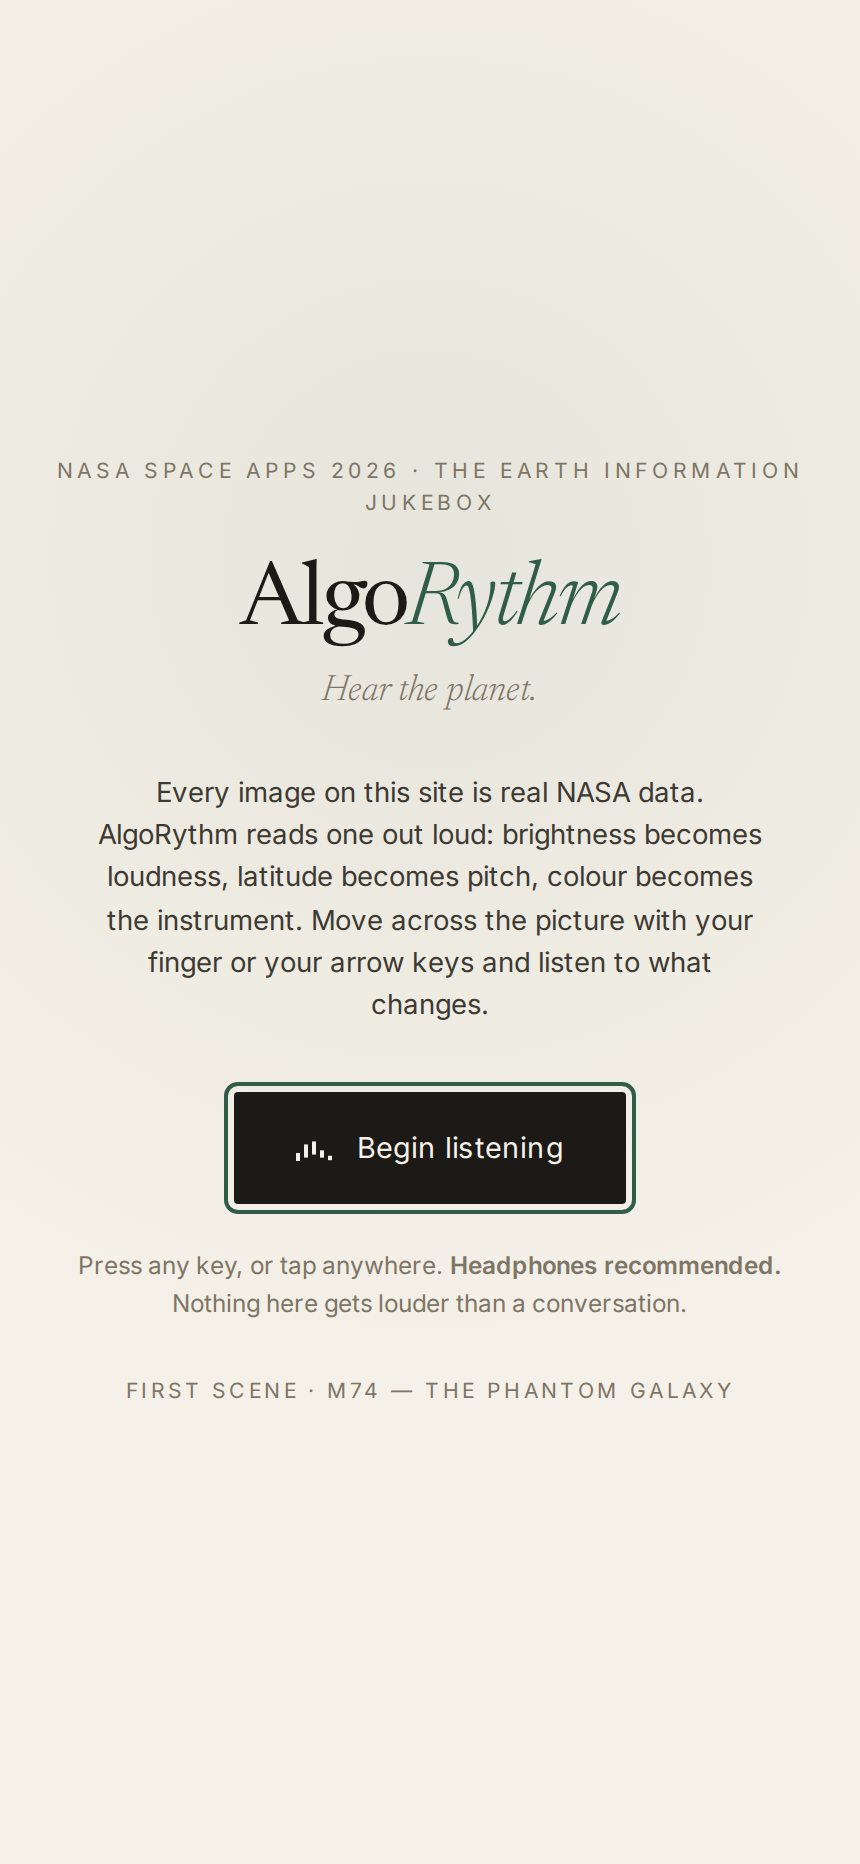 NASA SPACE APPS 2026 · THE EARTH INFORMATION
JUKEBOX
AlgoRythm
Hear the planet.
Every image on this site is real NASA data.
AlgoRythm reads one out loud: brightness becomes
loudness, latitude becomes pitch, colour becomes
the instrument. Move across the picture with your
finger or your arrow keys and listen to what
changes.
Begin listening
Press any key, or tap anywhere. Headphones recommended.
Nothing here gets louder than a conversation.
FIRST SCENE · M74 — THE PHANTOM GALAXY